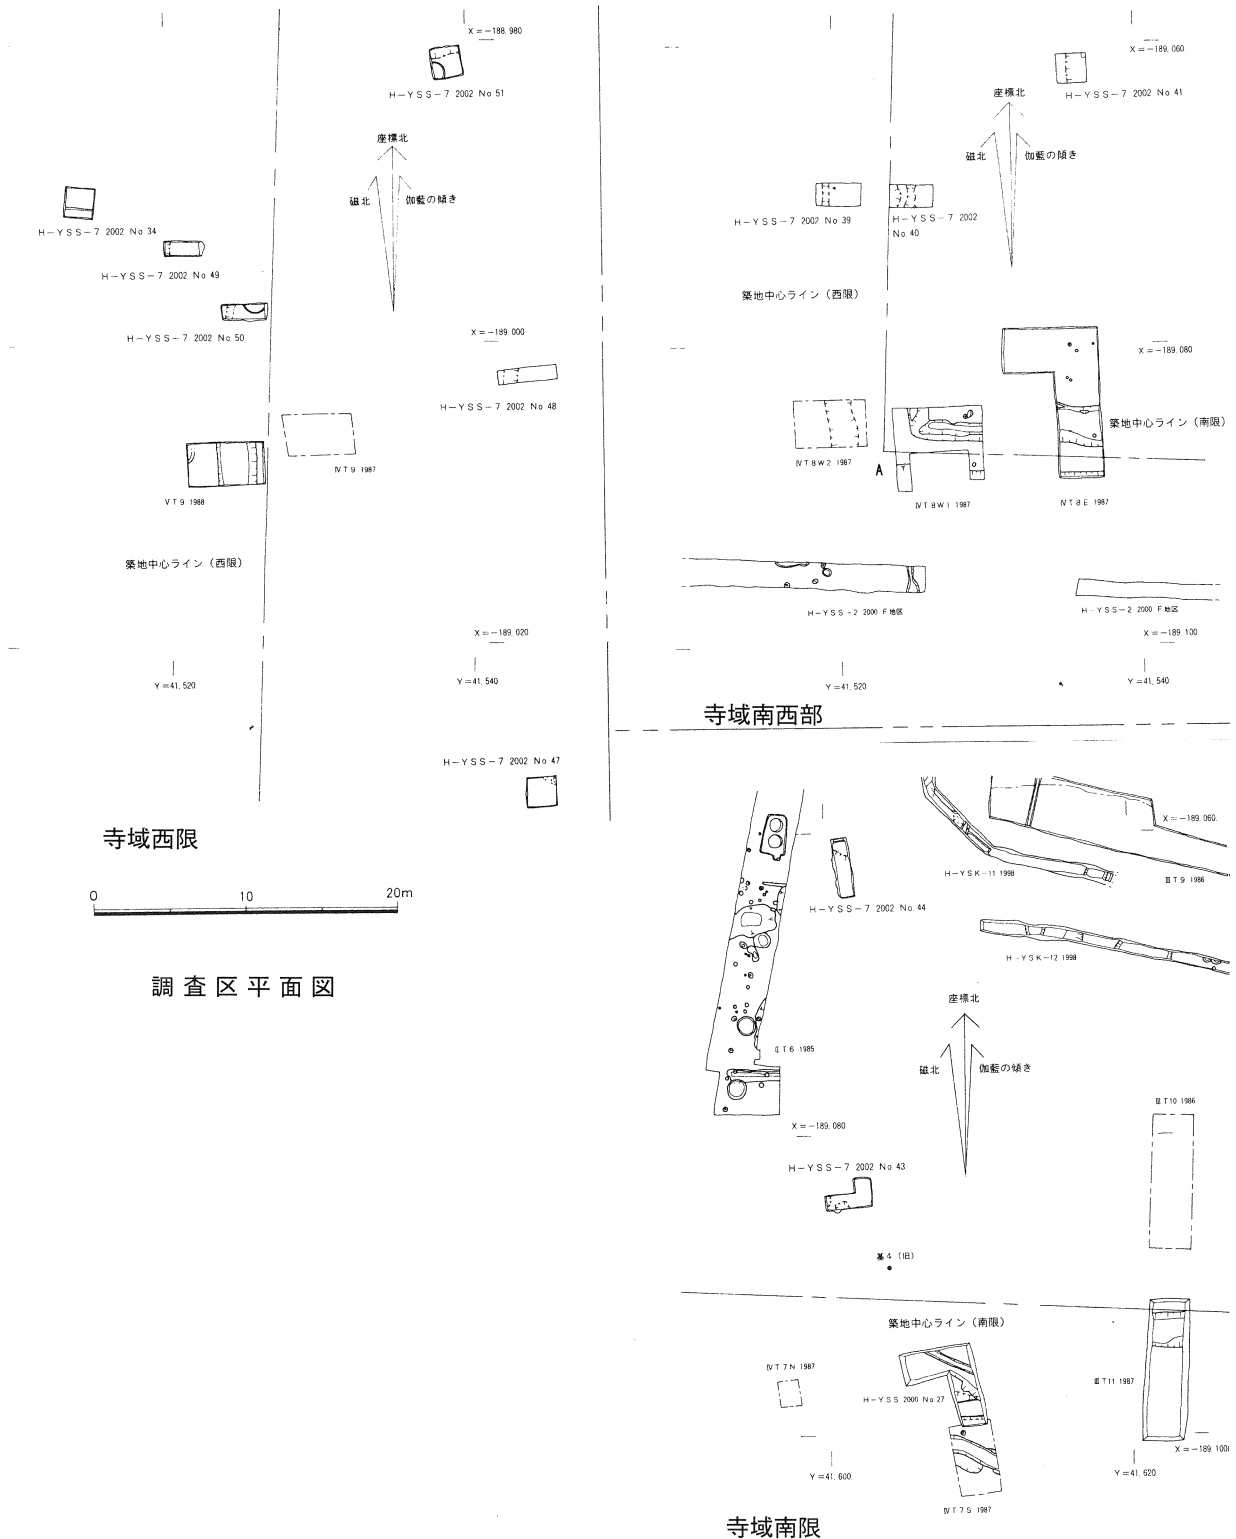 X=-188,980
H-YSS-7 2002 No.51
座標北
磁北
伽藍の傾き
H-YSS-7 2002 No.34
H-YSS-7 2002 No.49
H-YSS-7 2002 No.50
X=-189,000
H-YSS-7 2002 No.48
ⅣT9 1987
ⅤT9 1988
築地中心ライン（西限）
X=-189,020
Y=41,520
Y=41,540
H-YSS-7 2002 No.47
寺域西限
0 10 20m
調査区平面図
X=-189,060
H-YSS-7 2002 No.41
座標北
磁北
伽藍の傾き
H-YSS-7 2002 No.39
H-YSS-7 2002
No.40
築地中心ライン（西限）
X=-189,080
築地中心ライン（南限）
ⅣT8W2 1987
A
ⅣT8W1 1987
ⅣT8E 1987
H-YSS-2 2000 F地区
H-YSS-2 2000 F地区
X=-189,100
Y=41,520
Y=41,540
寺域南西部
X=-189,060
H-YSK-11 1998
ⅢT9 1986
H-YSS-7 2002 No.44
H-YSK-12 1998
座標北
磁北
伽藍の傾き
ⅡT6 1985
ⅢT10 1986
X=-189,080
H-YSS-7 2002 No.43
基4（旧）
築地中心ライン（南限）
ⅣT7N 1987
H-YSS 2000 No.27
ⅢT11 1987
X=-189,100
Y=41,600
Y=41,620
ⅣT7S 1987
寺域南限